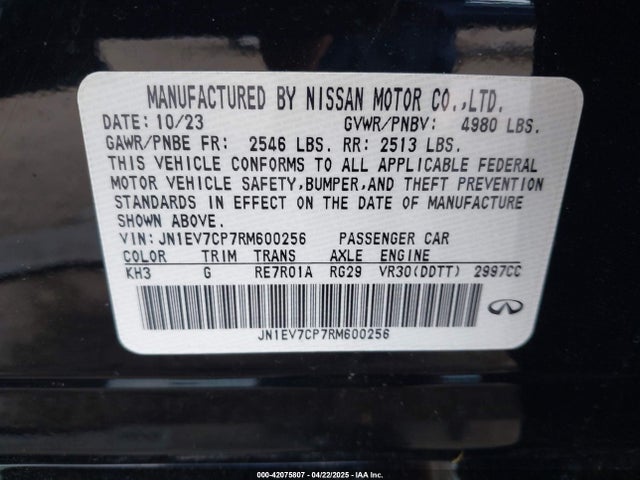 MANUFACTURED BY NISSAN MOTOR CO.,LTD.
DATE: 10/23 GVWR/PNBV: 4980 LBS.
GAWR/PNBE FR: 2546 LBS. RR: 2513 LBS.
THIS VEHICLE CONFORMS TO ALL APPLICABLE FEDERAL
MOTOR VEHICLE SAFETY,BUMPER,AND THEFT PREVENTION
STANDARDS IN EFFECT ON THE DATE OF MANUFACTURE
SHOWN ABOVE.
VIN: JN1EV7CP7RM600256 PASSENGER CAR
COLOR TRIM TRANS AXLE ENGINE
KH3 G RE7R01A RG29 VR30(DDTT) 2997CC
JN1EV7CP7RM600256
000-42075807 - 04/22/2025 - IAA Inc.